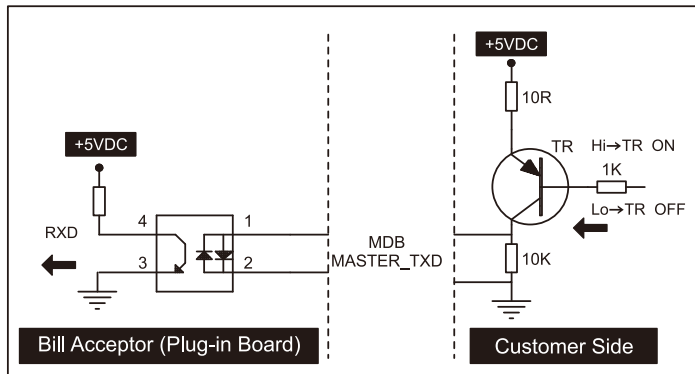 +5VDC
10R
TR Hi→TR ON
1K
Lo→TR OFF
+5VDC
RXD
4
1
3
2
MDB
MASTER_TXD
10K
Bill Acceptor (Plug-in Board)
Customer Side